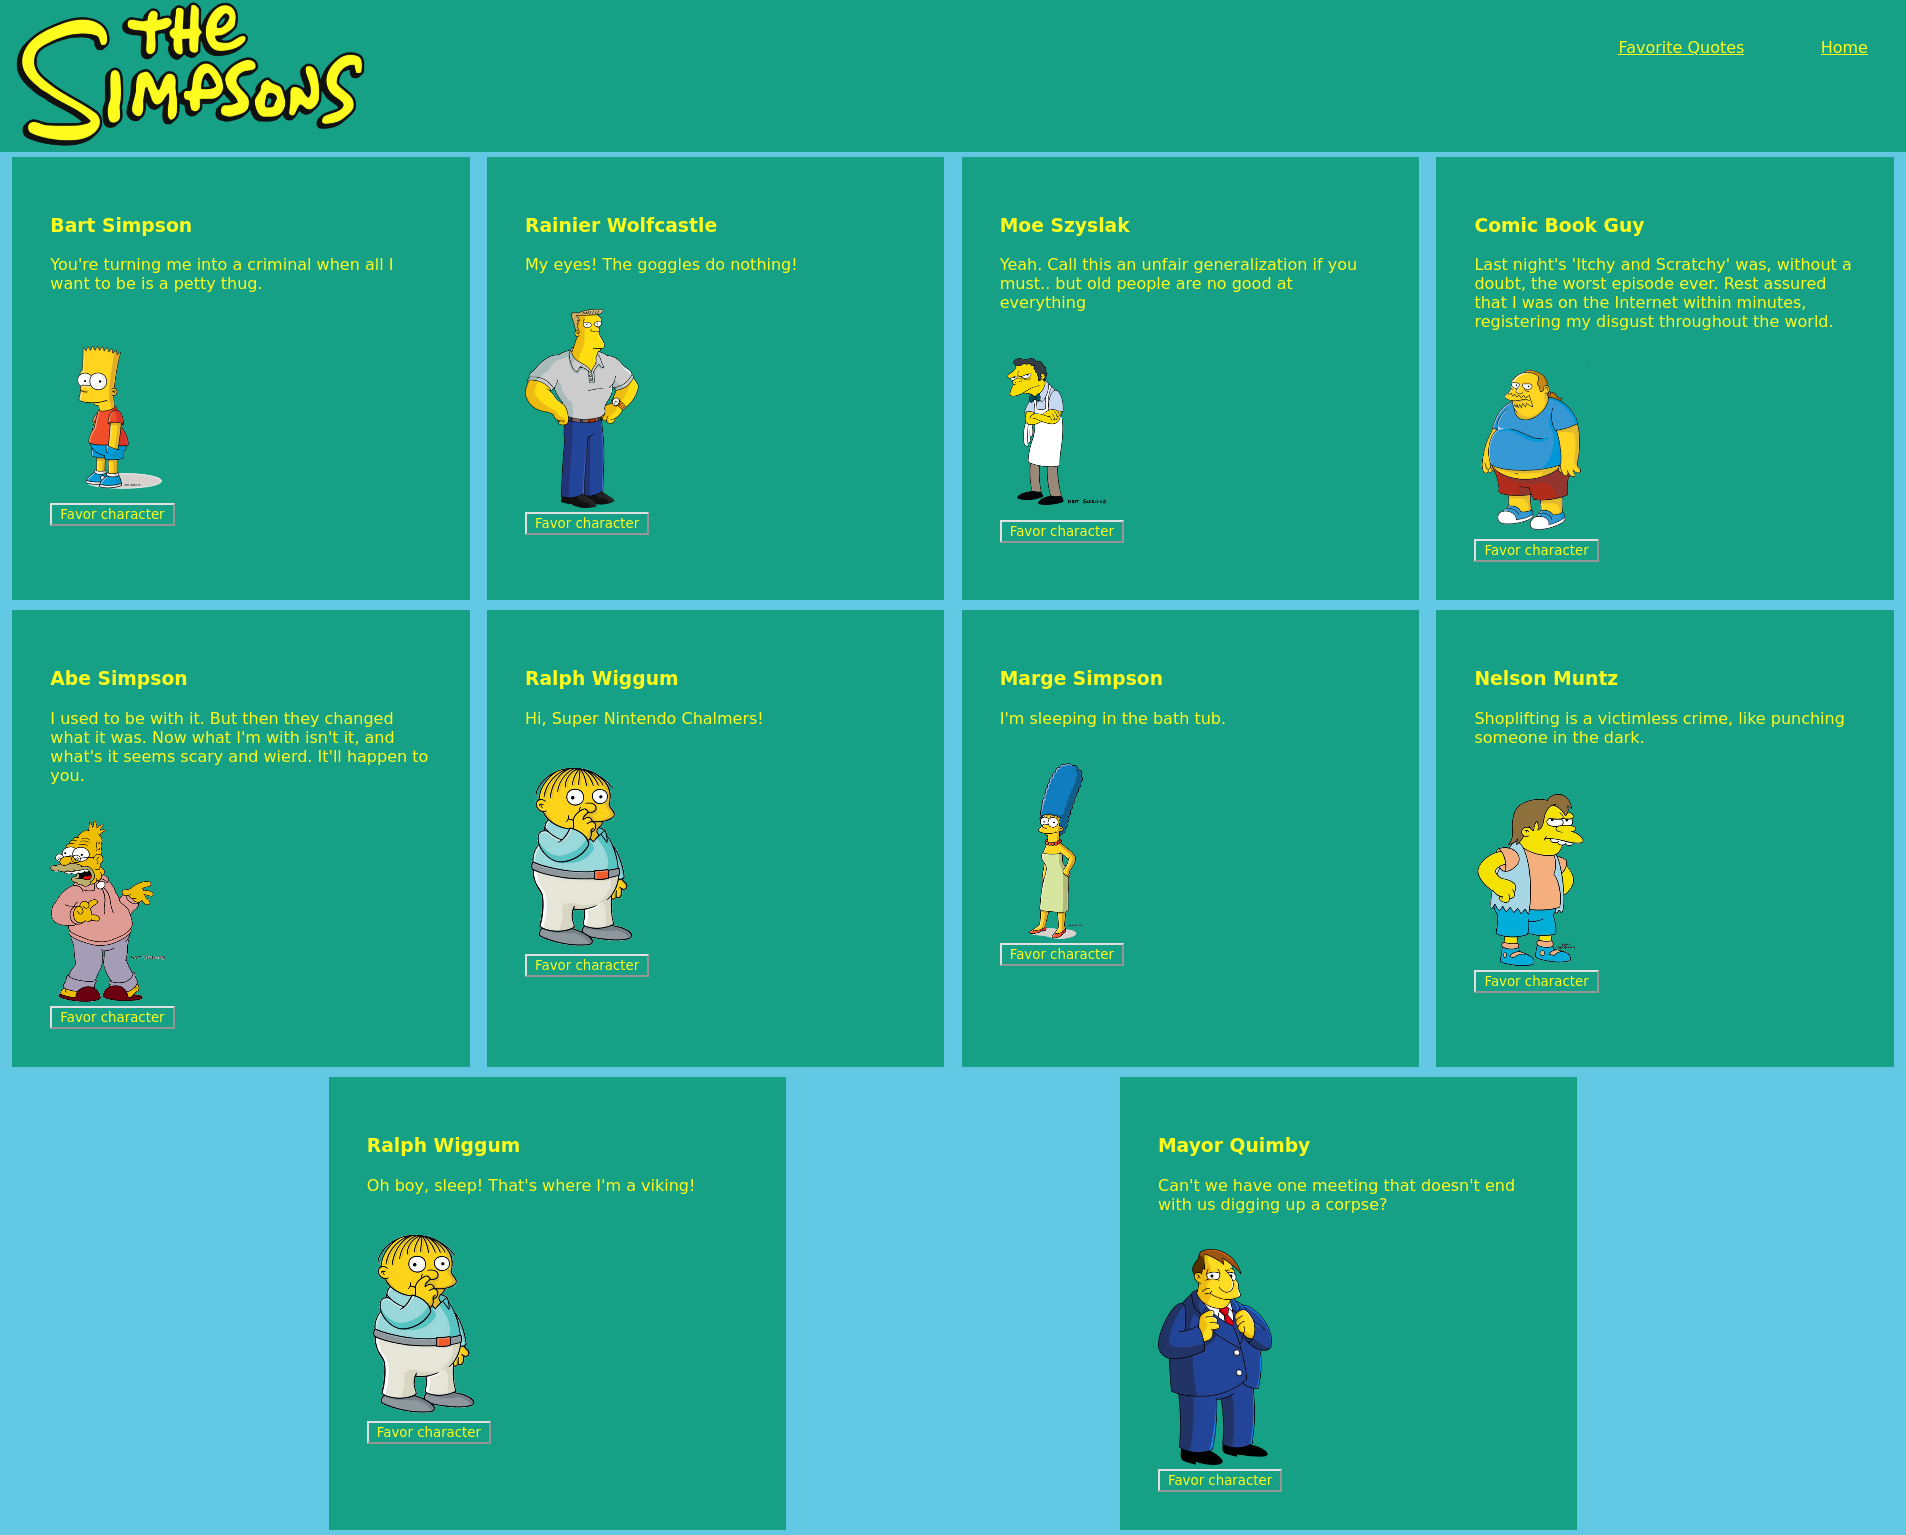 THE
SIMPSONS
Favorite Quotes
Home
Bart Simpson
You're turning me into a criminal when all I
want to be is a petty thug.
Favor character
Rainier Wolfcastle
My eyes! The goggles do nothing!
Favor character
Moe Szyslak
Yeah. Call this an unfair generalization if you
must.. but old people are no good at
everything
Favor character
Comic Book Guy
Last night's 'Itchy and Scratchy' was, without a
doubt, the worst episode ever. Rest assured
that I was on the Internet within minutes,
registering my disgust throughout the world.
Favor character
Abe Simpson
I used to be with it. But then they changed
what it was. Now what I'm with isn't it, and
what's it seems scary and wierd. It'll happen to
you.
Favor character
Ralph Wiggum
Hi, Super Nintendo Chalmers!
Favor character
Marge Simpson
I'm sleeping in the bath tub.
Favor character
Nelson Muntz
Shoplifting is a victimless crime, like punching
someone in the dark.
Favor character
Ralph Wiggum
Oh boy, sleep! That's where I'm a viking!
Favor character
Mayor Quimby
Can't we have one meeting that doesn't end
with us digging up a corpse?
Favor character